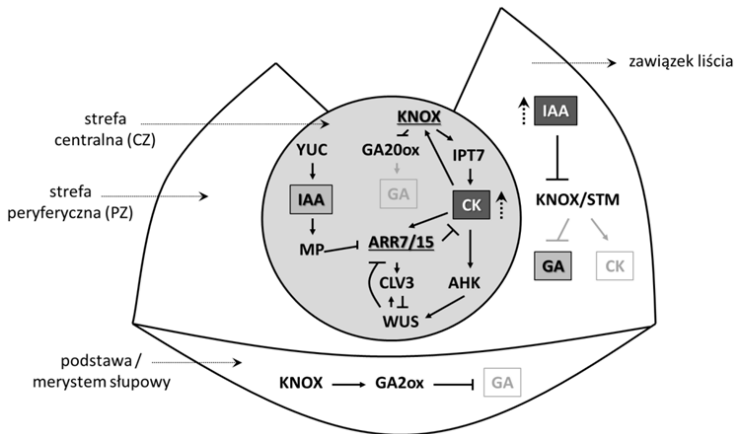 zawiązek liścia
strefa
centralna (CZ)
strefa
peryferyczna (PZ)
KNOX
YUC
GA20ox
IPT7
IAA
GA
CK
MP
ARR7/15
CLV3
AHK
WUS
IAA
KNOX/STM
GA
CK
podstawa /
merystem słupowy
KNOX
GA2ox
GA